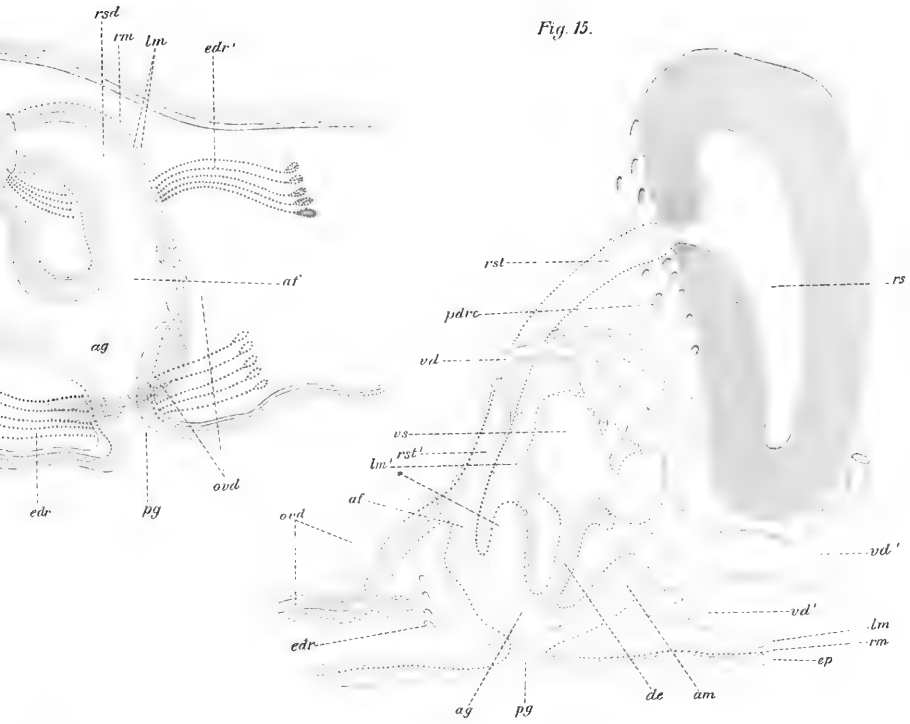 rsd
rm
lm
edr'
af
ag
edr
pg
ovd
Fig. 15.
rst
rs
pdrc
vd
vs
rst'
lm'
*
af
ovd
edr
ag
pg
de
am
vd'
vd'
lm
rm
ep